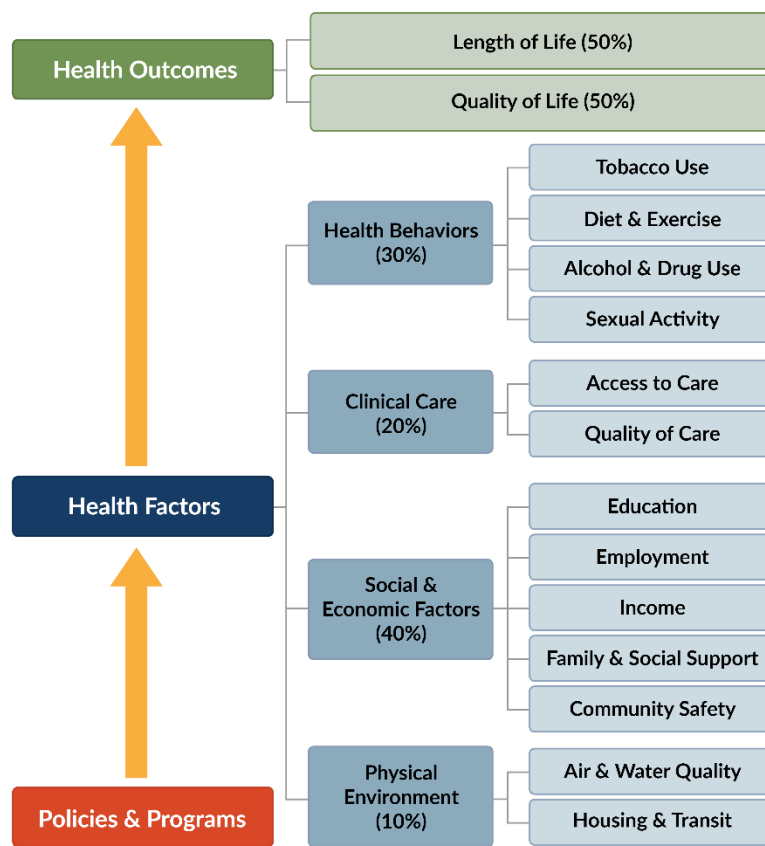 Health Outcomes
Length of Life (50%)
Quality of Life (50%)
Health Factors
Health Behaviors
(30%)
Tobacco Use
Diet & Exercise
Alcohol & Drug Use
Sexual Activity
Clinical Care
(20%)
Access to Care
Quality of Care
Social &
Economic Factors
(40%)
Education
Employment
Income
Family & Social Support
Community Safety
Physical
Environment
(10%)
Air & Water Quality
Housing & Transit
Policies & Programs